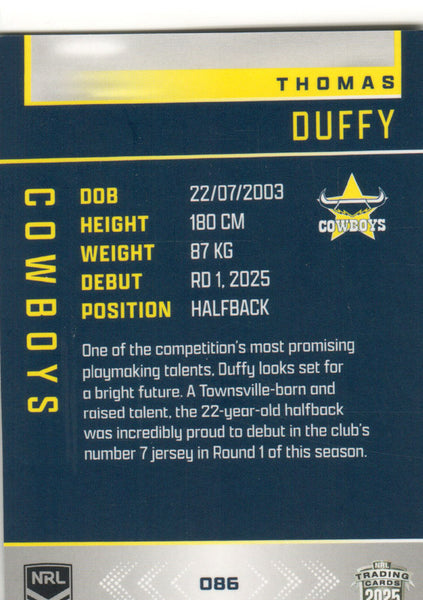 THOMAS
DUFFY
COWBOYS
DOB 22/07/2003
HEIGHT 180 CM
WEIGHT 87 KG
DEBUT RD 1, 2025
POSITION HALFBACK
COWBOYS
One of the competition's most promising
playmaking talents, Duffy looks set for
a bright future. A Townsville-born and
raised talent, the 22-year-old halfback
was incredibly proud to debut in the club's
number 7 jersey in Round 1 of this season.
NRL
086
NRL
TRADING
CARDS
2025